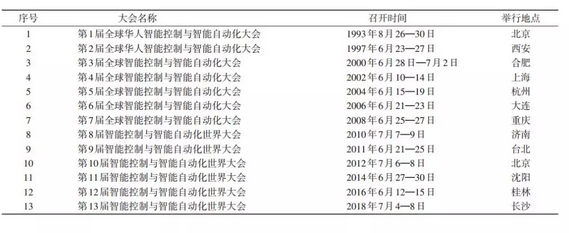 序号 大会名称 召开时间 举行地点
1 第1届全球华人智能控制与智能自动化大会 1993年8月26—30日 北京
2 第2届全球华人智能控制与智能自动化大会 1997年6月23—27日 西安
3 第3届全球智能控制与智能自动化大会 2000年6月28日—7月2日 合肥
4 第4届全球智能控制与智能自动化大会 2002年6月10—14日 上海
5 第5届全球智能控制与智能自动化大会 2004年6月15—19日 杭州
6 第6届全球智能控制与智能自动化大会 2006年6月21—23日 大连
7 第7届全球智能控制与智能自动化大会 2008年6月25—27日 重庆
8 第8届智能控制与智能自动化世界大会 2010年7月7—9日 济南
9 第9届智能控制与智能自动化世界大会 2011年6月21—25日 台北
10 第10届智能控制与智能自动化世界大会 2012年7月6—8日 北京
11 第11届智能控制与智能自动化世界大会 2014年6月27—30日 沈阳
12 第12届智能控制与智能自动化世界大会 2016年6月12—15日 桂林
13 第13届智能控制与智能自动化世界大会 2018年7月4—8日 长沙